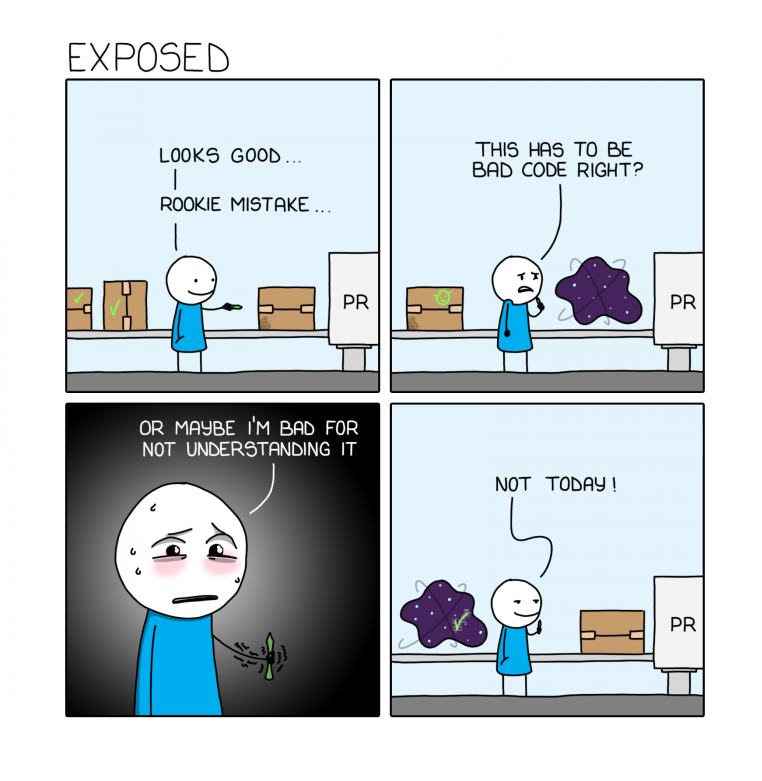 EXPOSED
LOOKS GOOD...
ROOKIE MISTAKE...
PR
THIS HAS TO BE
BAD CODE RIGHT?
PR
OR MAYBE I'M BAD FOR
NOT UNDERSTANDING IT
NOT TODAY!
PR